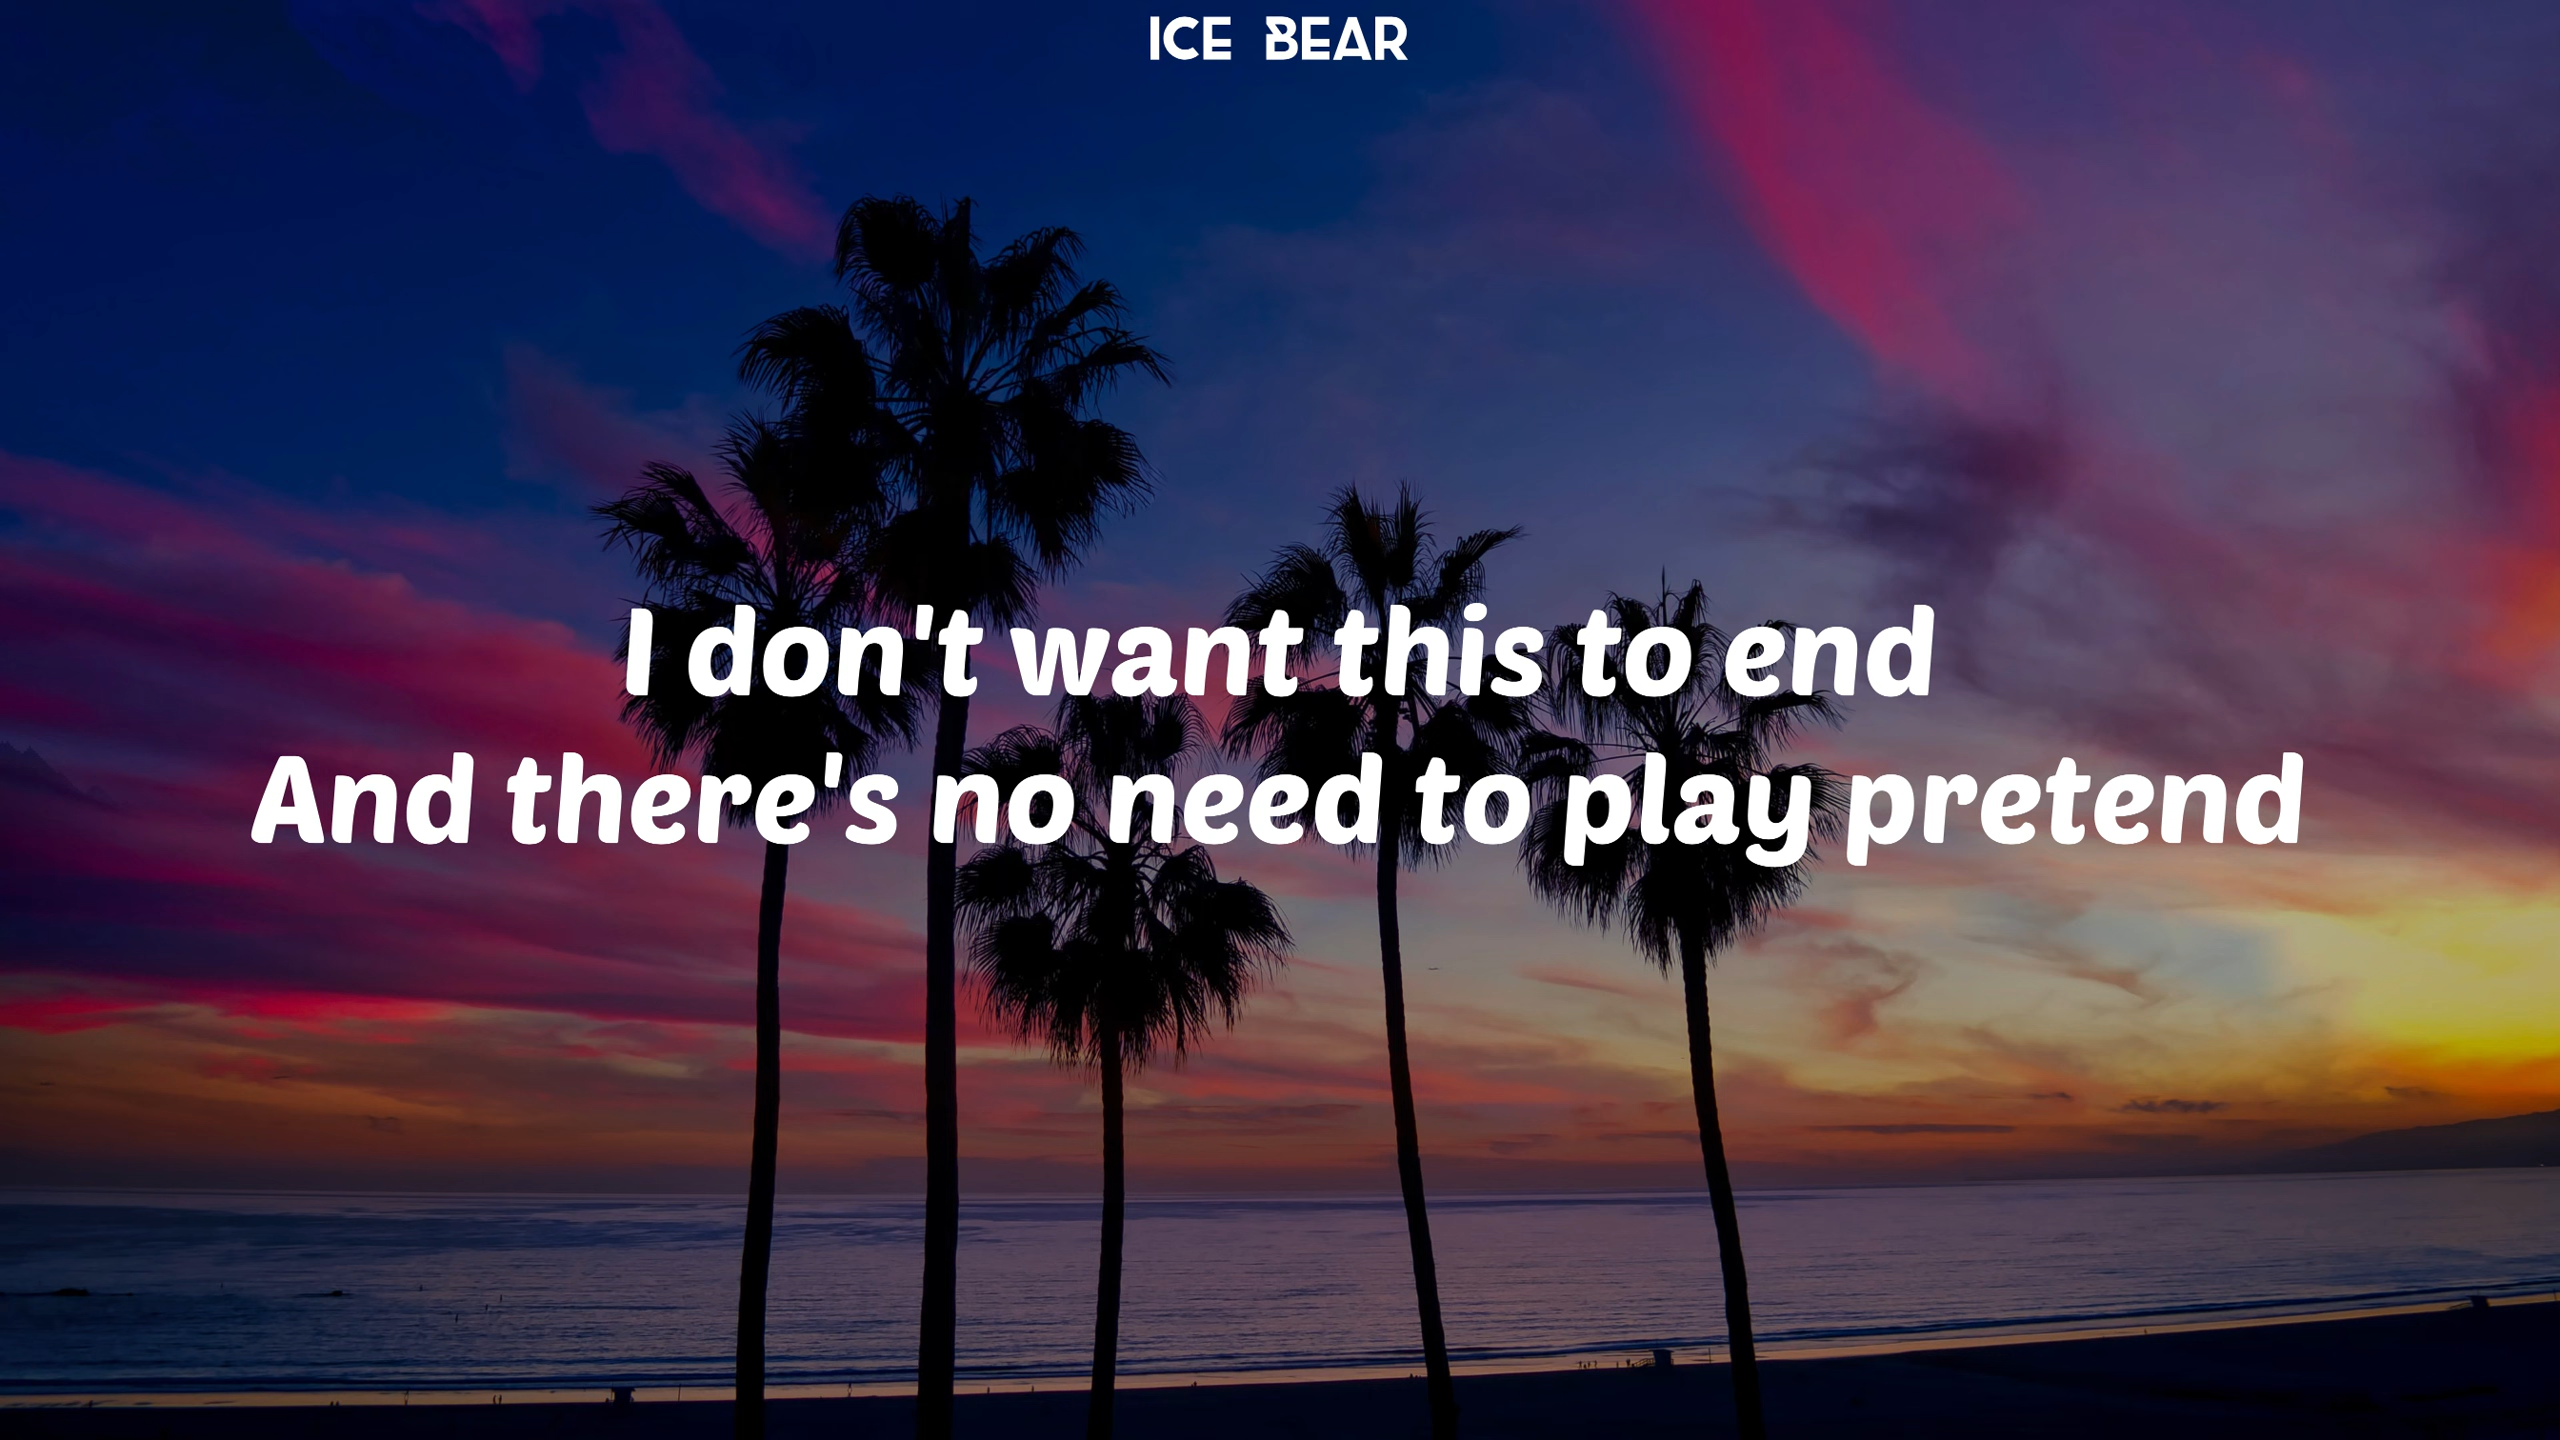 ICE BEAR
I don't want this to end
And there's no need to play pretend